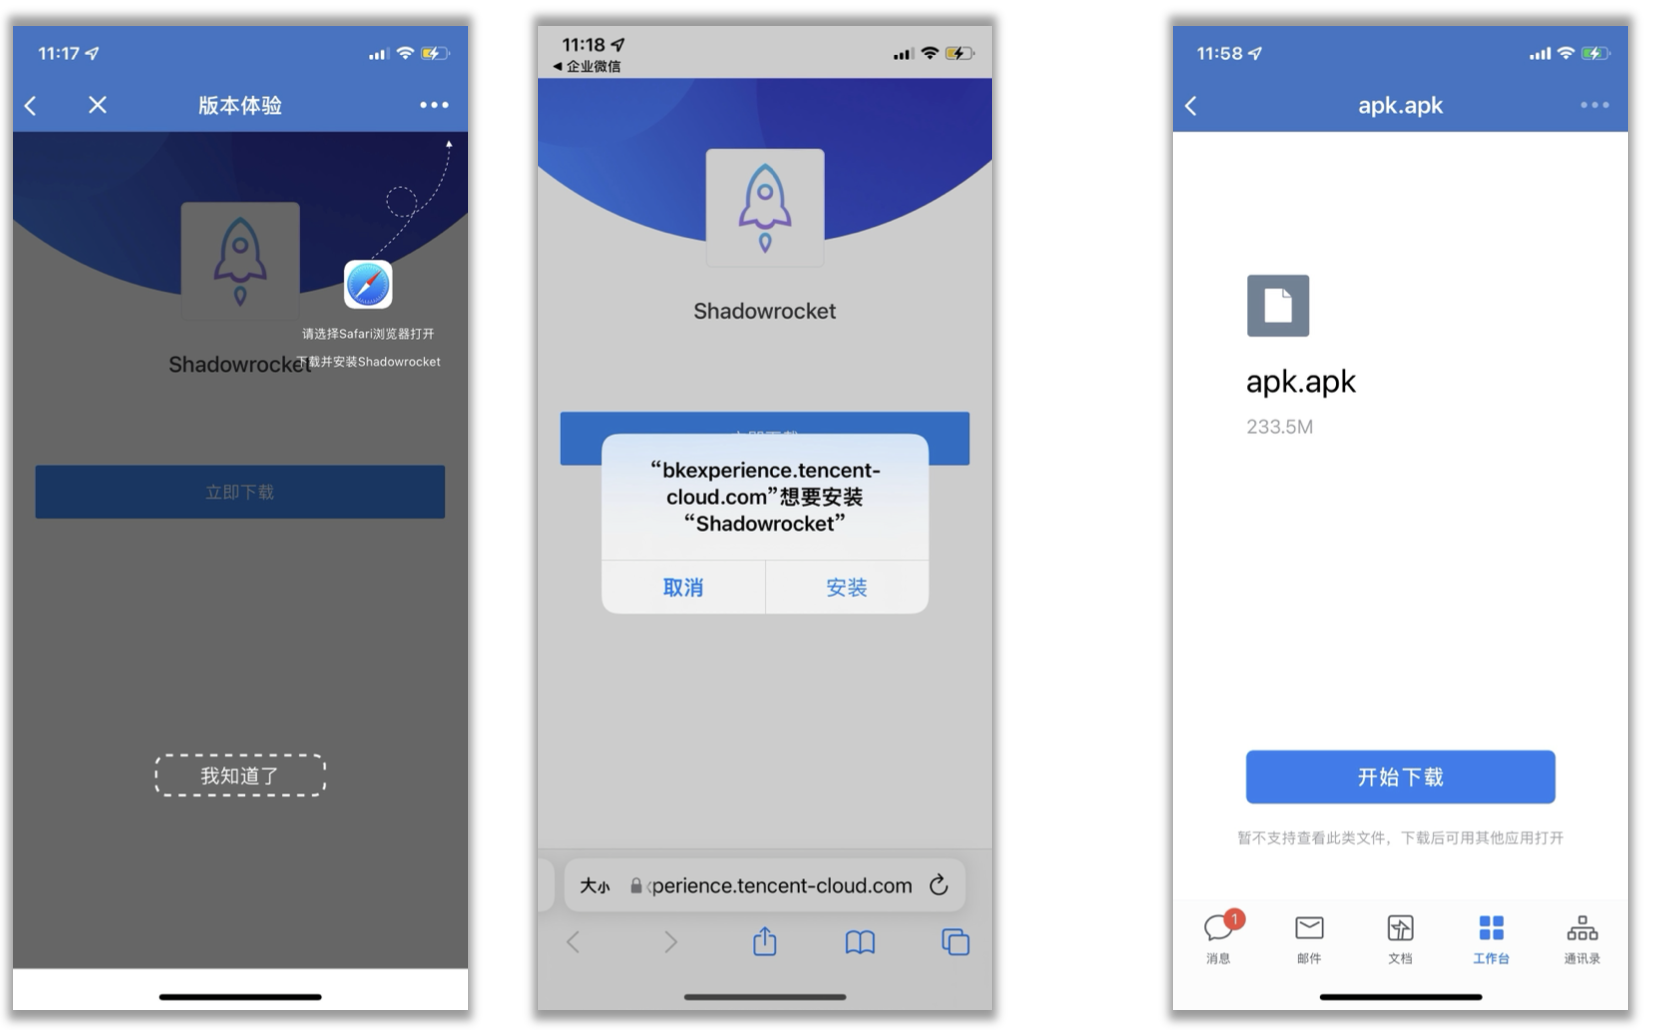 11:17
版本体验
请选择Safari浏览器打开
下载并安装Shadowrocket
Shadowrocket
立即下载
我知道了
11:18
企业微信
Shadowrocket
立即下载
“bkexperience.tencent-
cloud.com”想要安装
“Shadowrocket”
取消
安装
大小
perience.tencent-cloud.com
11:58
apk.apk
apk.apk
233.5M
开始下载
暂不支持查看此类文件，下载后可用其他应用打开
1
消息
邮件
文档
工作台
通讯录